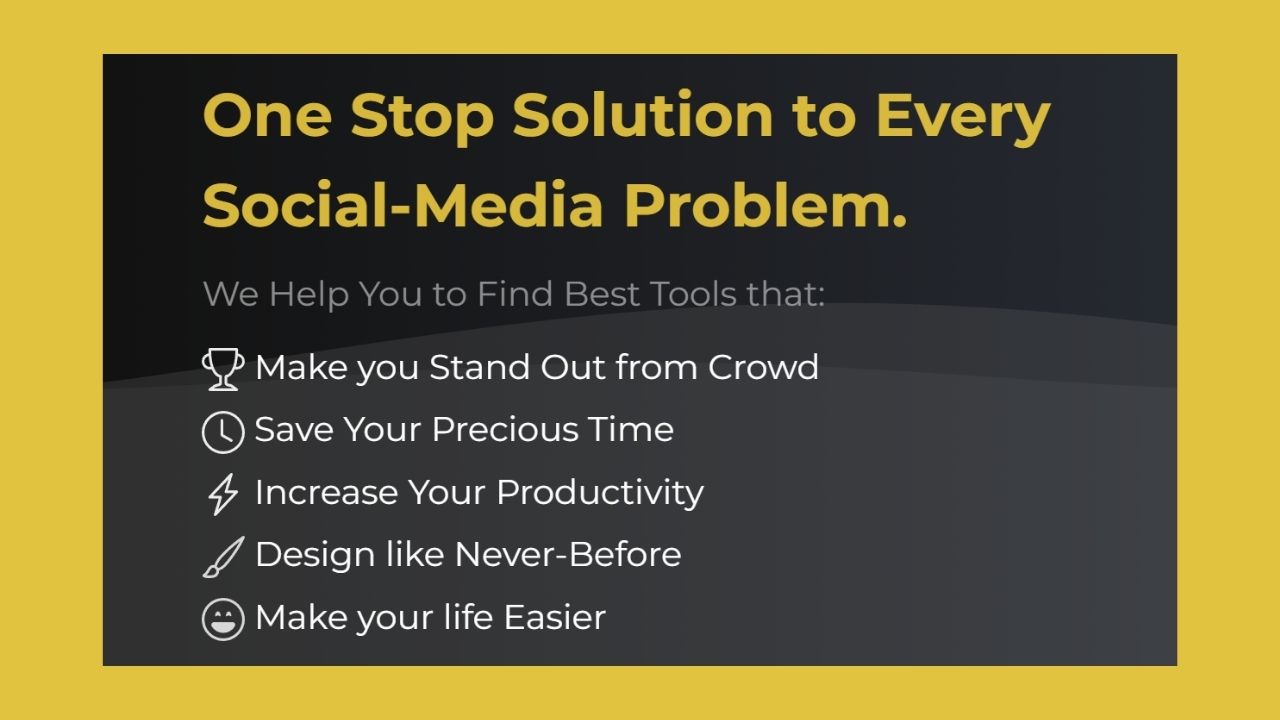 One Stop Solution to Every
Social-Media Problem.
We Help You to Find Best Tools that:
Make you Stand Out from Crowd
Save Your Precious Time
Increase Your Productivity
Design like Never-Before
Make your life Easier